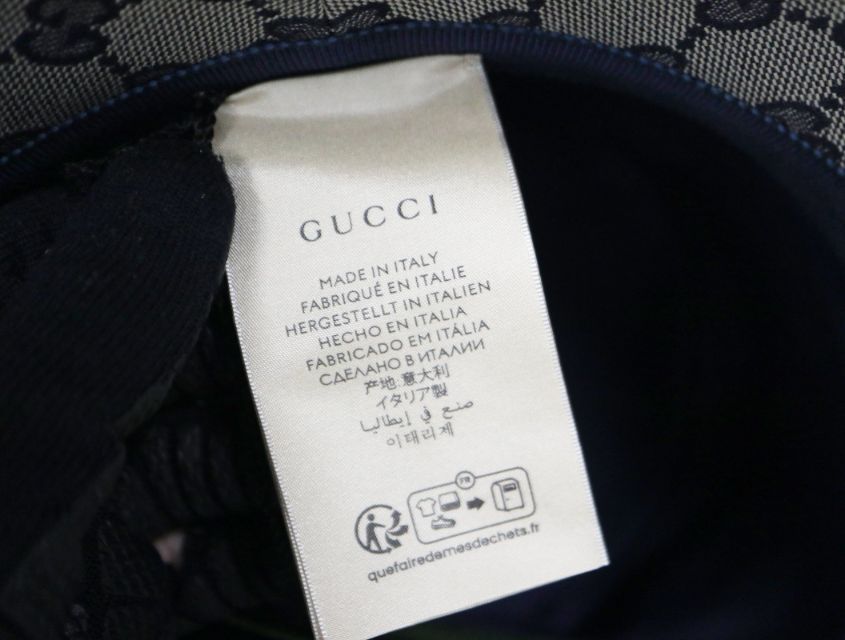 GUCCI
MADE IN ITALY
FABRIQUÉ EN ITALIE
HERGESTELLT IN ITALIEN
HECHO EN ITALIA
FABRICADO EM ITÁLIA
СДЕЛАНО В ИТАЛИИ
产地:意大利
イタリア製
صنع في إيطاليا
이태리제
FR
quefairedemesdechets.fr